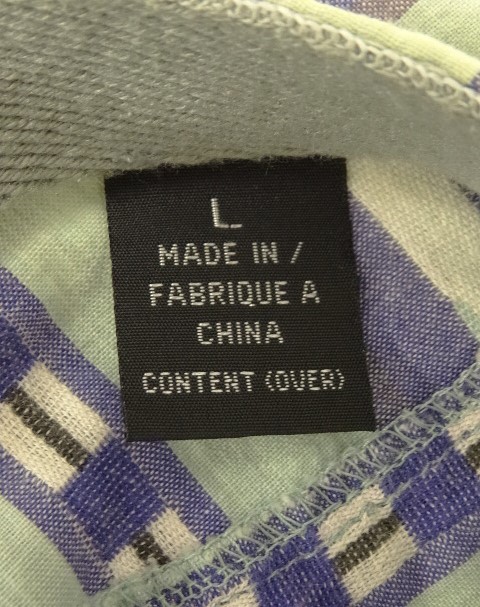 L
MADE IN /
FABRIQUE A
CHINA
CONTENT (OVER)